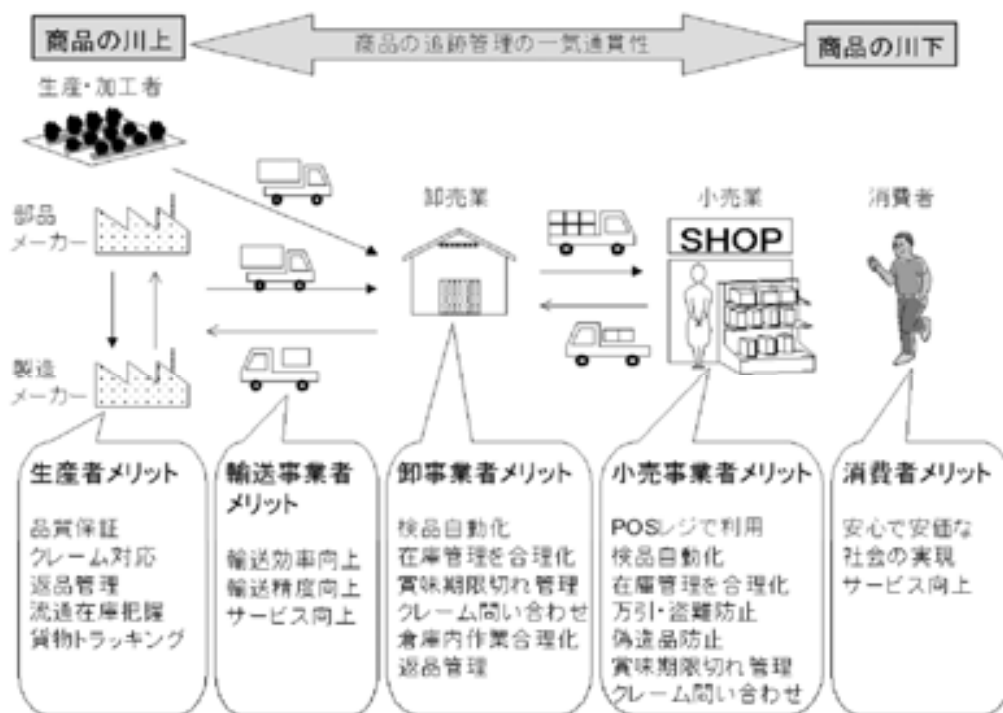 商品の川上
商品の追跡管理の一気通貫性
商品の川下
生産・加工者
部品
メーカー
製造
メーカー
卸売業
小売業
SHOP
消費者
生産者メリット
品質保証
クレーム対応
返品管理
流通在庫把握
貨物トラッキング
輸送事業者
メリット
輸送効率向上
輸送精度向上
サービス向上
卸事業者メリット
検品自動化
在庫管理を合理化
賞味期限切れ管理
クレーム問い合わせ
倉庫内作業合理化
返品管理
小売事業者メリット
POSレジで利用
検品自動化
在庫管理を合理化
万引・盗難防止
偽造品防止
賞味期限切れ管理
クレーム問い合わせ
消費者メリット
安心で安価な
社会の実現
サービス向上